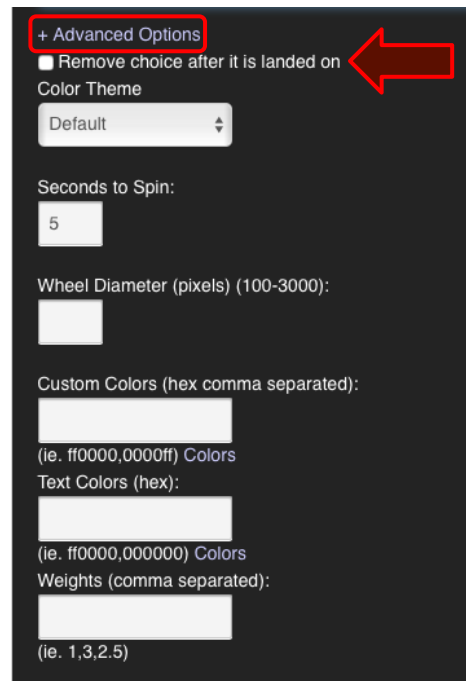 + Advanced Options
Remove choice after it is landed on
Color Theme
Default
Seconds to Spin:
5
Wheel Diameter (pixels) (100-3000):
Custom Colors (hex comma separated):
(ie. ff0000,0000ff) Colors
Text Colors (hex):
(ie. ff0000,000000) Colors
Weights (comma separated):
(ie. 1,3,2.5)